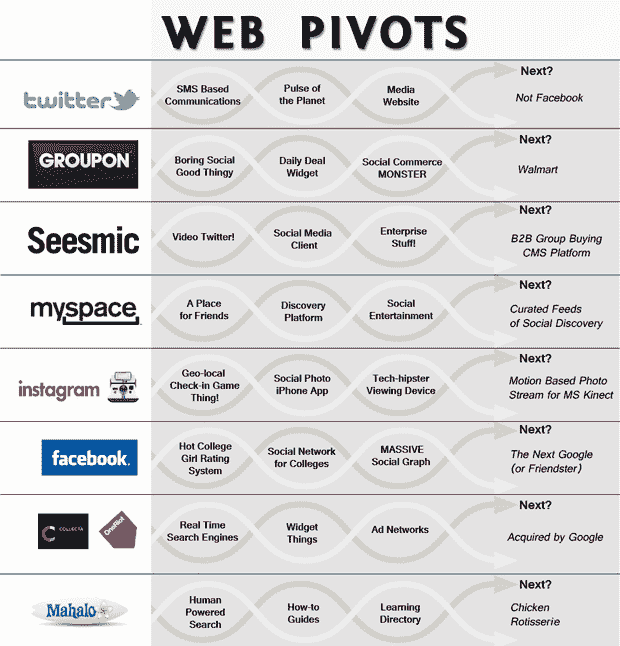 WEB PIVOTS
twitter
SMS Based
Communications
Pulse of
the Planet
Media
Website
Next?
Not Facebook
GROUPON
Boring Social
Good Thingy
Daily Deal
Widget
Social Commerce
MONSTER
Next?
Walmart
Seesmic
Video Twitter!
Social Media
Client
Enterprise
Stuff!
Next?
B2B Group Buying
CMS Platform
myspace
A Place
for Friends
Discovery
Platform
Social
Entertainment
Next?
Curated Feeds
of Social Discovery
instagram
Geo-local
Check-in Game
Thing!
Social Photo
iPhone App
Tech-hipster
Viewing Device
Next?
Motion Based Photo
Stream for MS Kinect
facebook
Hot College
Girl Rating
System
Social Network
for Colleges
MASSIVE
Social Graph
Next?
The Next Google
(or Friendster)
COLLECTA
OneRiot
Real Time
Search Engines
Widget
Things
Ad Networks
Next?
Acquired by Google
Mahalo
Human
Powered
Search
How-to
Guides
Learning
Directory
Next?
Chicken
Rotisserie